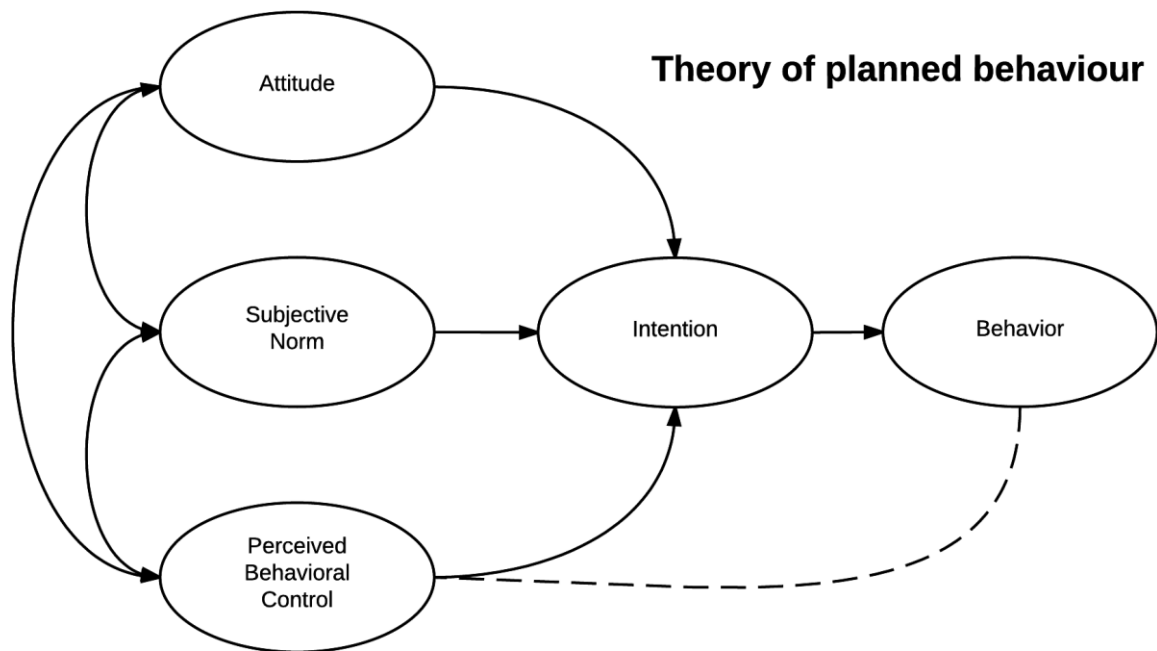 Theory of planned behaviour
Attitude
Subjective
Norm
Intention
Behavior
Perceived
Behavioral
Control